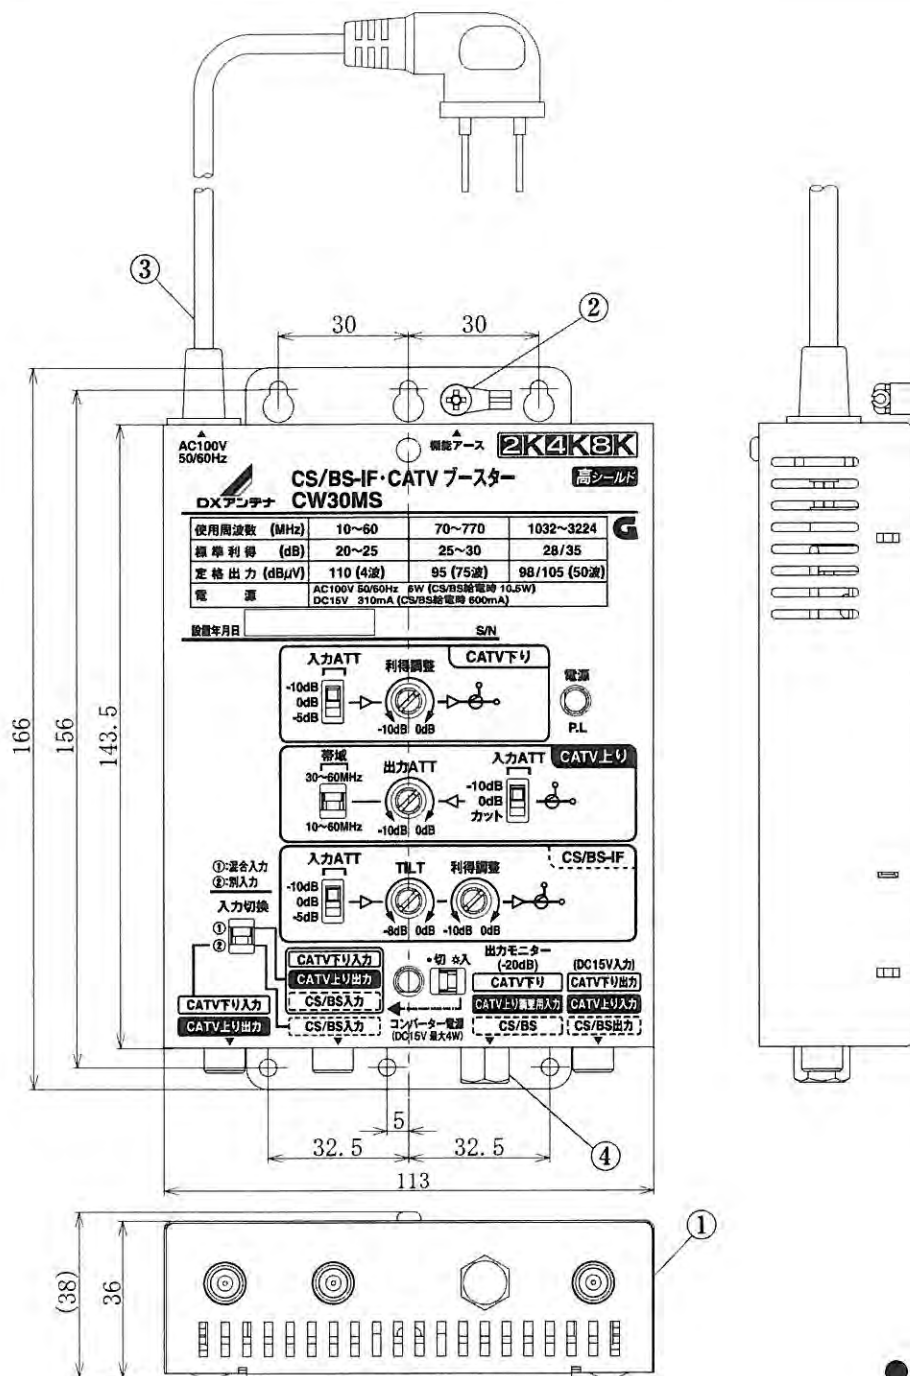 ③
②
30
30
AC100V
50/60Hz
機能アース
2K4K8K
高シールド
DXアンテナ
CS/BS-IF・CATV ブースター
CW30MS
使用周波数 (MHz) 10～60 70～770 1032～3224
標準利得 (dB) 20～25 25～30 28/35
定格出力 (dBμV) 110 (4波) 95 (75波) 98/105 (50波)
電源 AC100V 50/60Hz 5W (CS/BS給電時 10.5W)
DC15V 310mA (CS/BS給電時 600mA)
G
設置年月日
S/N
入力ATT
利得調整
CATV下り
-10dB
0dB
-5dB
-10dB 0dB
電源
P.L
帯域
30～60MHz
10～60MHz
出力ATT
-10dB 0dB
入力ATT
CATV上り
-10dB
0dB
カット
入力ATT
TILT
利得調整
CS/BS-IF
-10dB
0dB
-5dB
-8dB 0dB
-10dB 0dB
①:混合入力
②:別入力
入力切換
①
②
CATV下り入力
CATV上り出力
CATV下り入力
CATV上り出力
CS/BS入力
CS/BS入力
切 入
コンバーター電源
(DC15V 最大4W)
出力モニター
(-20dB)
CATV下り
CATV上り調整用入力
CS/BS
(DC15V入力)
CATV下り出力
CATV上り入力
CS/BS出力
166
156
143.5
5
32.5
32.5
113
④
①
(38)
36